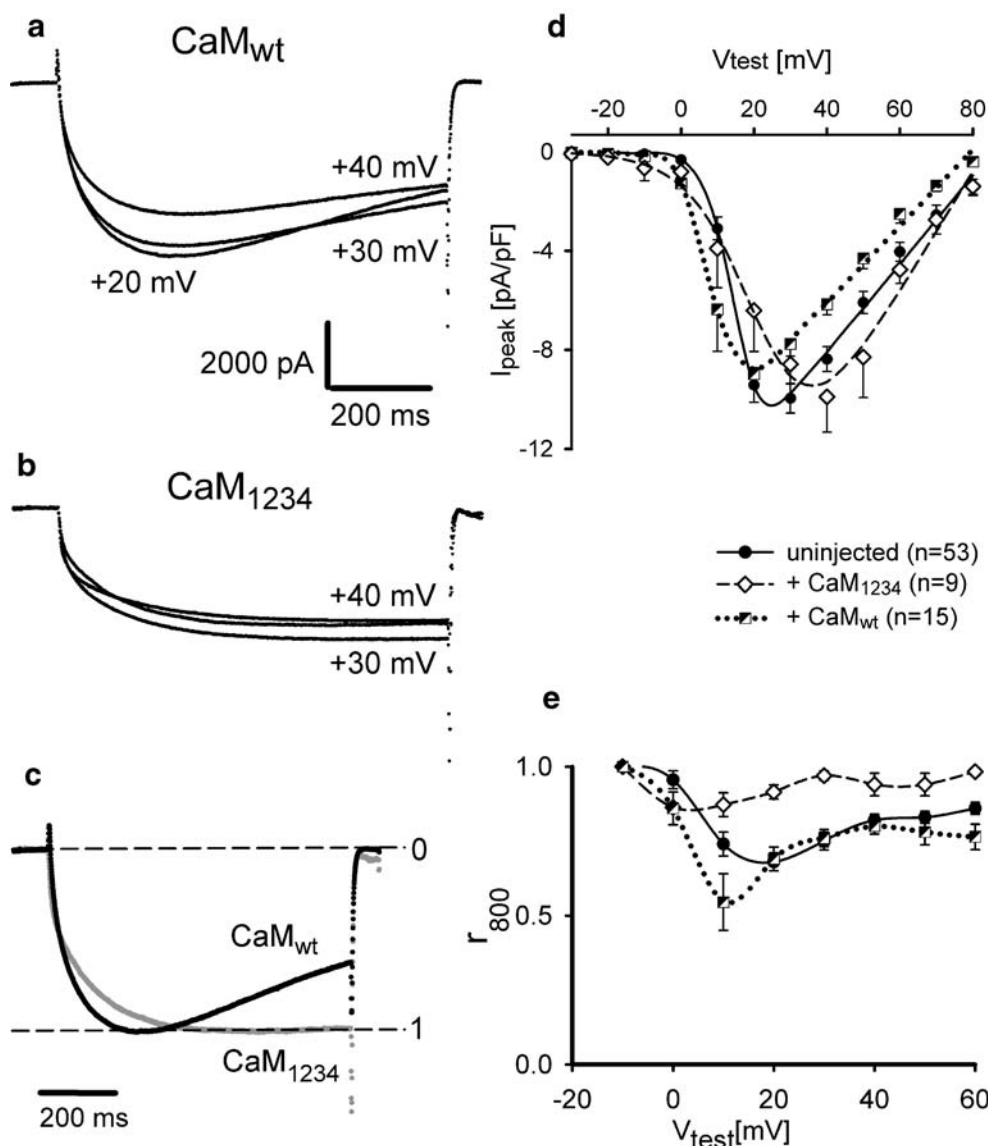 a
CaMwt
+40 mV
+30 mV
+20 mV
2000 pA
200 ms
b
CaM1234
+40 mV
+30 mV
c
0
CaMwt
1
CaM1234
200 ms
d
Vtest [mV]
-20 0 20 40 60 80
0
-4
-8
-12
Ipeak [pA/pF]
uninjected (n=53)
+ CaM1234 (n=9)
+ CaMwt (n=15)
e
1.0
0.5
0.0
r800
-20 0 20 40 60
Vtest[mV]